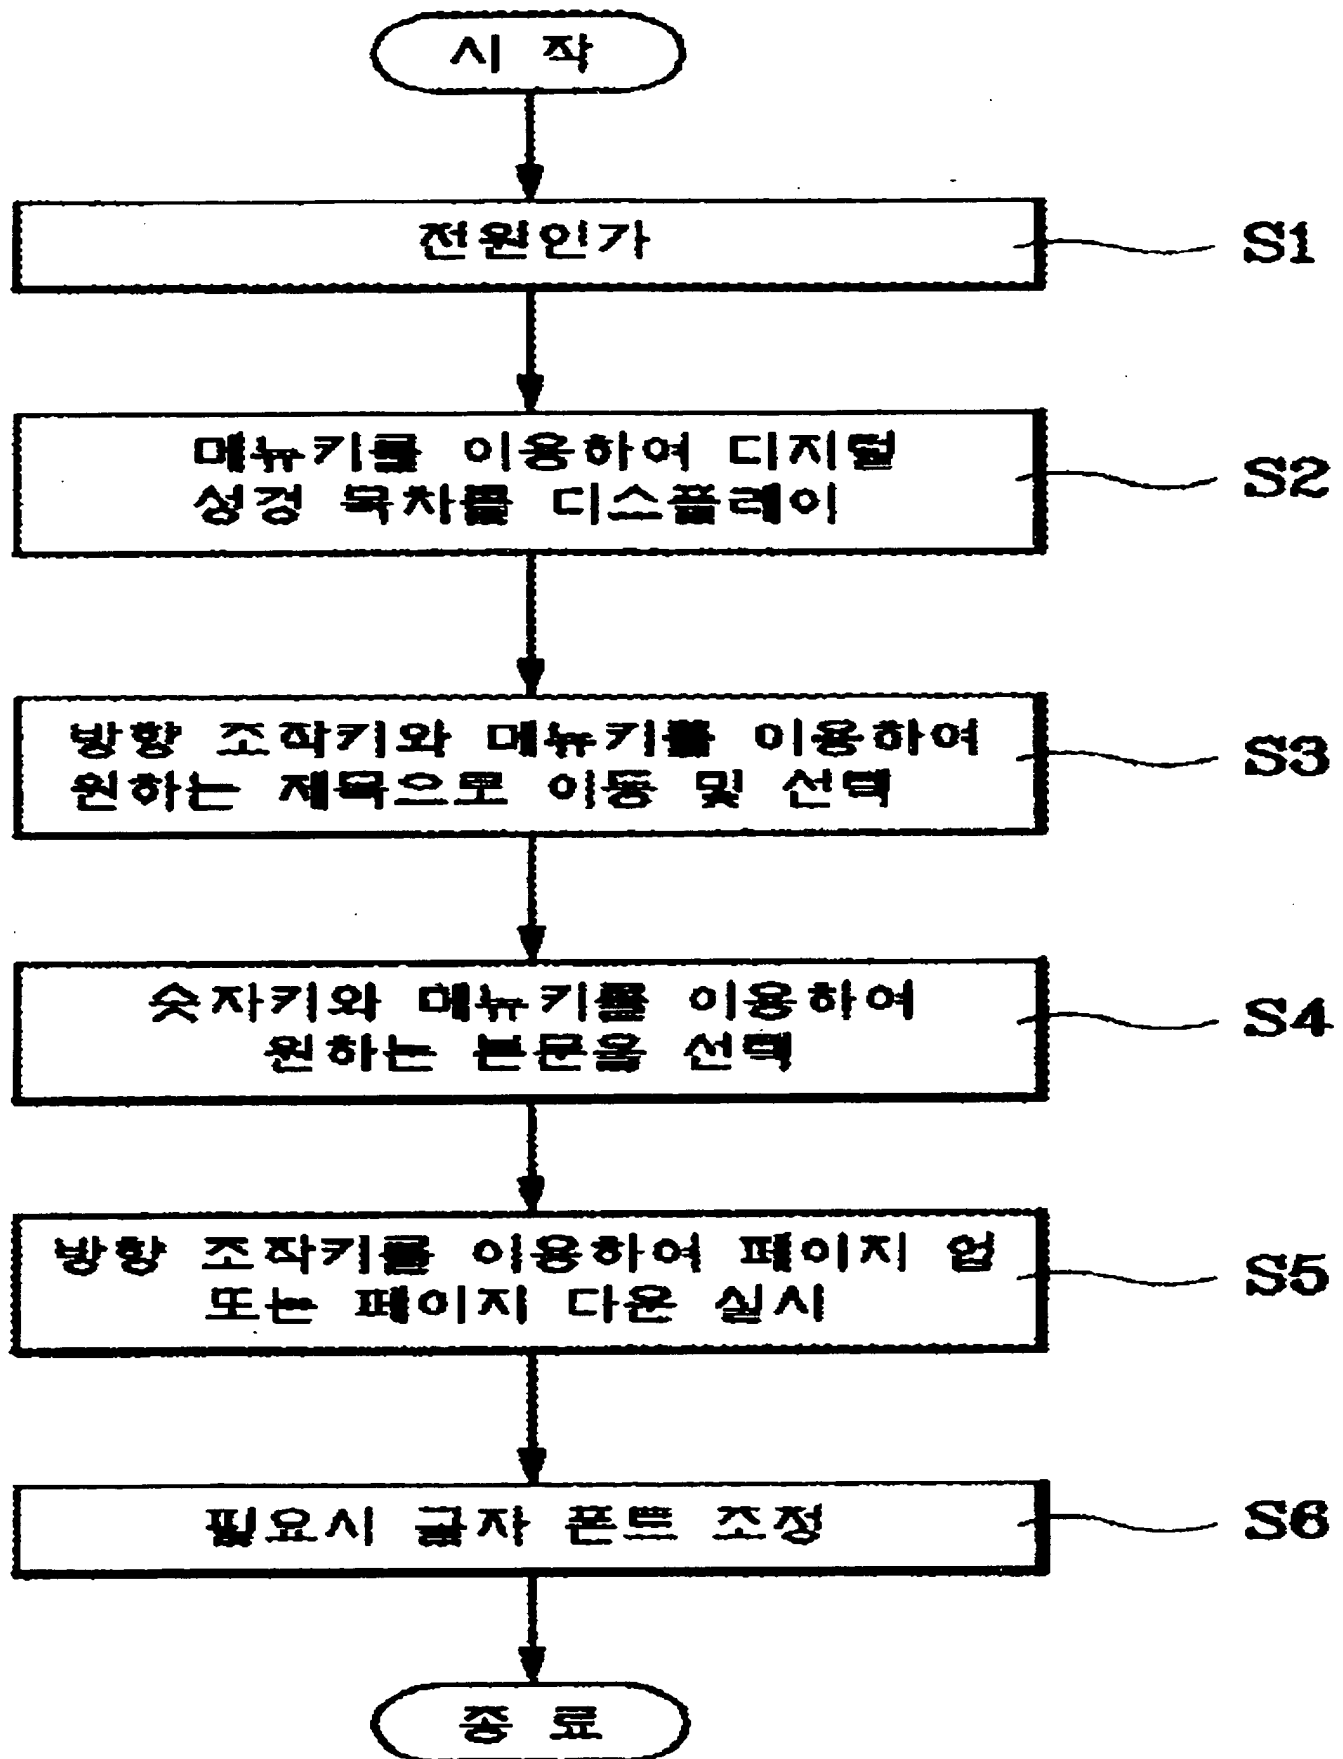 시 작
전원인가
S1
메뉴키를 이용하여 디지털
성경 목차를 디스플레이
S2
방향 조작키와 메뉴키를 이용하여
원하는 제목으로 이동 및 선택
S3
숫자키와 메뉴키를 이용하여
원하는 본문을 선택
S4
방향 조작키를 이용하여 페이지 업
또는 페이지 다운 실시
S5
필요시 글자 폰트 조정
S6
종 료